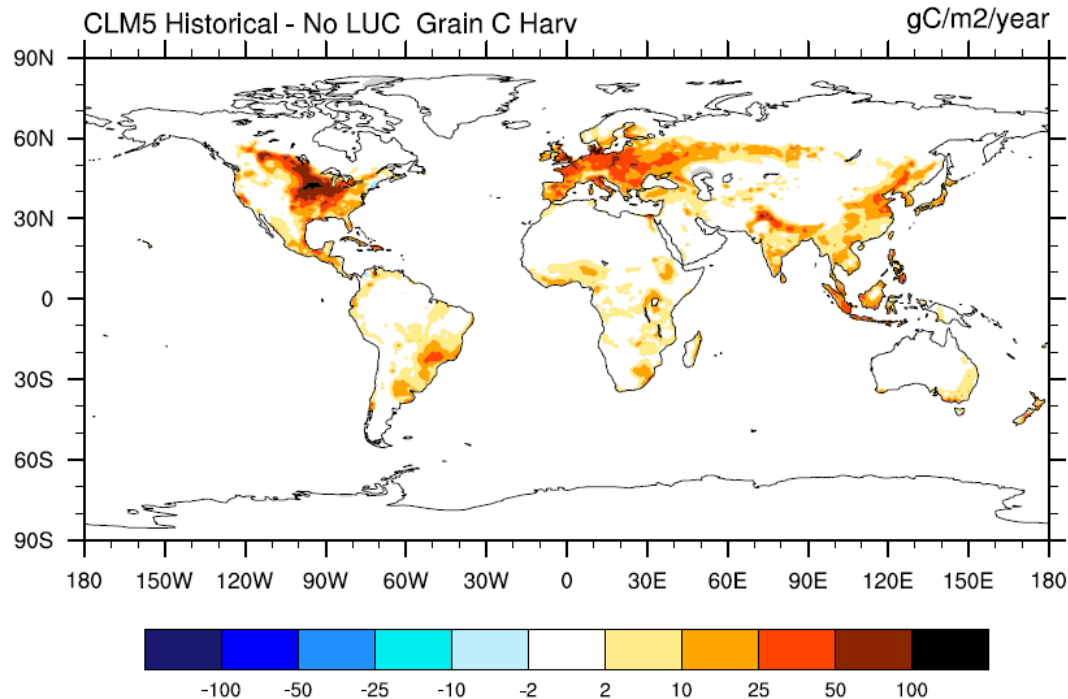 CLM5 Historical - No LUC  Grain C Harv gC/m2/year
90N
60N
30N
0
30S
60S
90S
180 150W 120W 90W 60W 30W 0 30E 60E 90E 120E 150E 180
-100 -50 -25 -10 -2 2 10 25 50 100